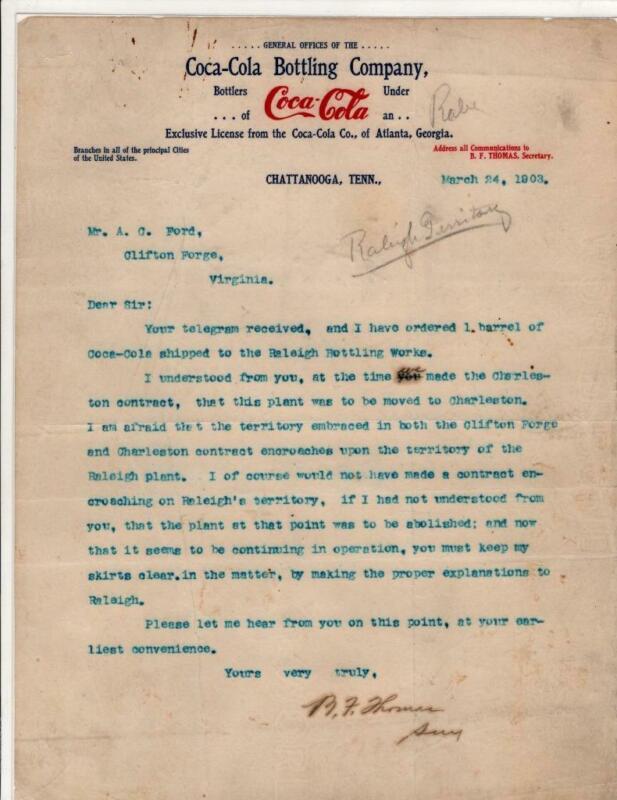 ..... GENERAL OFFICES OF THE .....
Coca-Cola Bottling Company,
Bottlers Coca-Cola Under
... of an ..
Exclusive License from the Coca-Cola Co., of Atlanta, Georgia.
Branches in all of the principal Cities
of the United States.
Address all Communications to
B. F. THOMAS, Secretary.
CHATTANOOGA, TENN., March 24, 1903.
Raleigh Territory
Mr. A. C. Ford,
Clifton Forge,
Virginia.
Dear Sir:
Your telegram received, and I have ordered 1.barrel of
Coca-Cola shipped to the Raleigh Bottling Works.
I understood from you, at the time we made the Charles-
ton contract, that this plant was to be moved to Charleston.
I am afraid that the territory embraced in both the Clifton Forge
and Charleston contract encroaches upon the territory of the
Raleigh plant. I of course would not have made a contract en-
croaching on Raleigh's territory, if I had not understood from
you, that the plant at that point was to be abolished; and now
that it seems to be continuing in operation, you must keep my
skirts clear.in the matter, by making the proper explanations to
Raleigh.
Please let me hear from you on this point, at your ear-
liest convenience.
Yours very truly,
B. F. Thomas
Secy